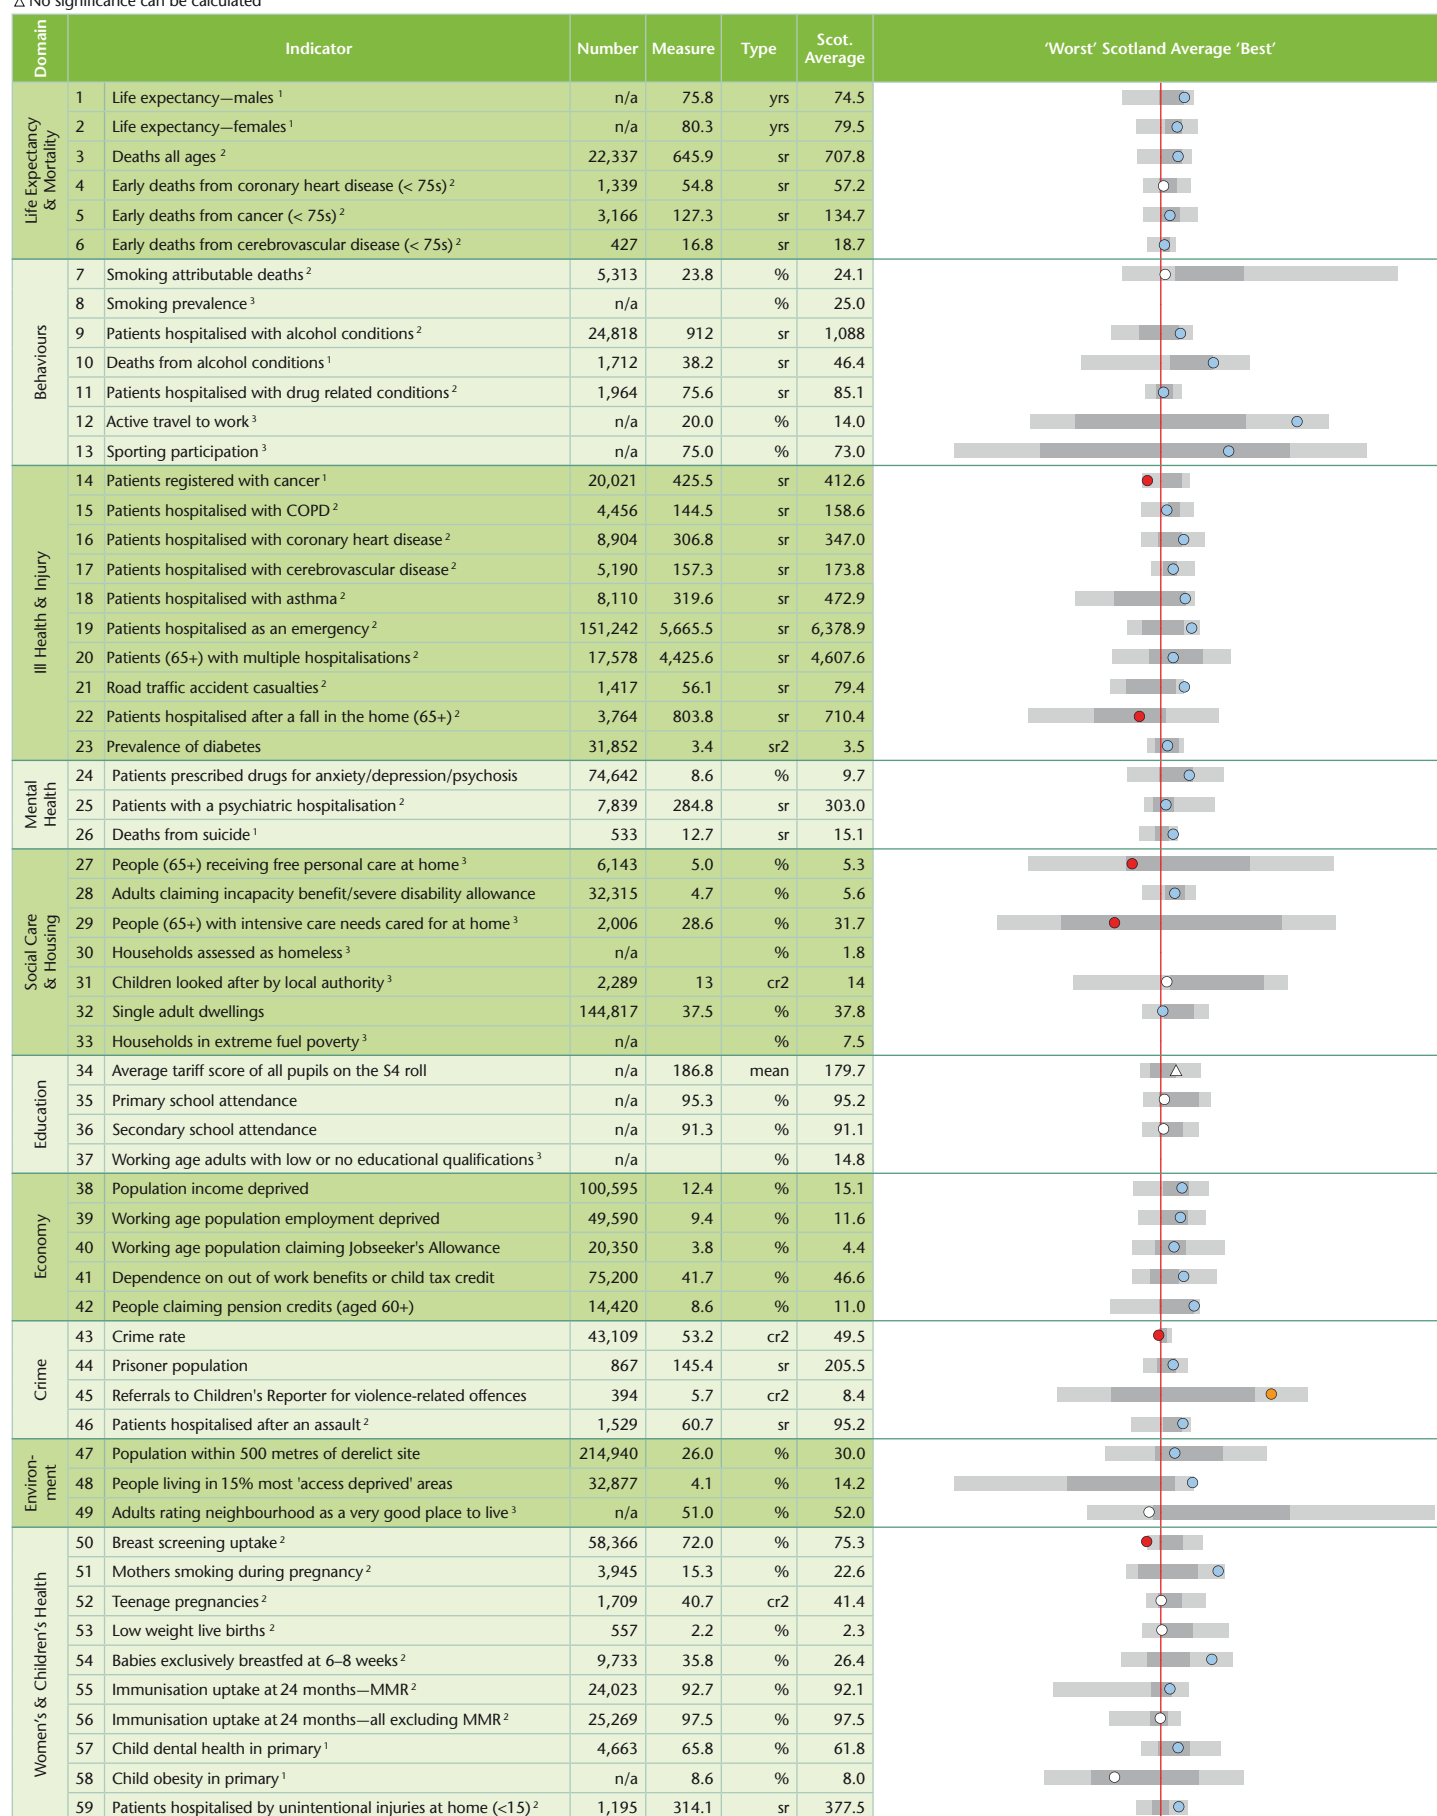 △ No significance can be calculated
Domain Indicator Number Measure Type Scot. Average ‘Worst’ Scotland Average ‘Best’
Life Expectancy & Mortality
1 Life expectancy—males 1 n/a 75.8 yrs 74.5
2 Life expectancy—females 1 n/a 80.3 yrs 79.5
3 Deaths all ages 2 22,337 645.9 sr 707.8
4 Early deaths from coronary heart disease (< 75s) 2 1,339 54.8 sr 57.2
5 Early deaths from cancer (< 75s) 2 3,166 127.3 sr 134.7
6 Early deaths from cerebrovascular disease (< 75s) 2 427 16.8 sr 18.7
Behaviours
7 Smoking attributable deaths 2 5,313 23.8 % 24.1
8 Smoking prevalence 3 n/a % 25.0
9 Patients hospitalised with alcohol conditions 2 24,818 912 sr 1,088
10 Deaths from alcohol conditions 1 1,712 38.2 sr 46.4
11 Patients hospitalised with drug related conditions 2 1,964 75.6 sr 85.1
12 Active travel to work 3 n/a 20.0 % 14.0
13 Sporting participation 3 n/a 75.0 % 73.0
Ill Health & Injury
14 Patients registered with cancer 1 20,021 425.5 sr 412.6
15 Patients hospitalised with COPD 2 4,456 144.5 sr 158.6
16 Patients hospitalised with coronary heart disease 2 8,904 306.8 sr 347.0
17 Patients hospitalised with cerebrovascular disease 2 5,190 157.3 sr 173.8
18 Patients hospitalised with asthma 2 8,110 319.6 sr 472.9
19 Patients hospitalised as an emergency 2 151,242 5,665.5 sr 6,378.9
20 Patients (65+) with multiple hospitalisations 2 17,578 4,425.6 sr 4,607.6
21 Road traffic accident casualties 2 1,417 56.1 sr 79.4
22 Patients hospitalised after a fall in the home (65+) 2 3,764 803.8 sr 710.4
23 Prevalence of diabetes 31,852 3.4 sr2 3.5
Mental Health
24 Patients prescribed drugs for anxiety/depression/psychosis 74,642 8.6 % 9.7
25 Patients with a psychiatric hospitalisation 2 7,839 284.8 sr 303.0
26 Deaths from suicide 1 533 12.7 sr 15.1
Social Care & Housing
27 People (65+) receiving free personal care at home 3 6,143 5.0 % 5.3
28 Adults claiming incapacity benefit/severe disability allowance 32,315 4.7 % 5.6
29 People (65+) with intensive care needs cared for at home 3 2,006 28.6 % 31.7
30 Households assessed as homeless 3 n/a % 1.8
31 Children looked after by local authority 3 2,289 13 cr2 14
32 Single adult dwellings 144,817 37.5 % 37.8
33 Households in extreme fuel poverty 3 n/a % 7.5
Education
34 Average tariff score of all pupils on the S4 roll n/a 186.8 mean 179.7
35 Primary school attendance n/a 95.3 % 95.2
36 Secondary school attendance n/a 91.3 % 91.1
37 Working age adults with low or no educational qualifications 3 n/a % 14.8
Economy
38 Population income deprived 100,595 12.4 % 15.1
39 Working age population employment deprived 49,590 9.4 % 11.6
40 Working age population claiming Jobseeker's Allowance 20,350 3.8 % 4.4
41 Dependence on out of work benefits or child tax credit 75,200 41.7 % 46.6
42 People claiming pension credits (aged 60+) 14,420 8.6 % 11.0
Crime
43 Crime rate 43,109 53.2 cr2 49.5
44 Prisoner population 867 145.4 sr 205.5
45 Referrals to Children's Reporter for violence-related offences 394 5.7 cr2 8.4
46 Patients hospitalised after an assault 2 1,529 60.7 sr 95.2
Environ-ment
47 Population within 500 metres of derelict site 214,940 26.0 % 30.0
48 People living in 15% most 'access deprived' areas 32,877 4.1 % 14.2
49 Adults rating neighbourhood as a very good place to live 3 n/a 51.0 % 52.0
Women’s & Children’s Health
50 Breast screening uptake 2 58,366 72.0 % 75.3
51 Mothers smoking during pregnancy 2 3,945 15.3 % 22.6
52 Teenage pregnancies 2 1,709 40.7 cr2 41.4
53 Low weight live births 2 557 2.2 % 2.3
54 Babies exclusively breastfed at 6–8 weeks 2 9,733 35.8 % 26.4
55 Immunisation uptake at 24 months—MMR 2 24,023 92.7 % 92.1
56 Immunisation uptake at 24 months—all excluding MMR 2 25,269 97.5 % 97.5
57 Child dental health in primary 1 4,663 65.8 % 61.8
58 Child obesity in primary 1 n/a 8.6 % 8.0
59 Patients hospitalised by unintentional injuries at home (<15) 2 1,195 314.1 sr 377.5